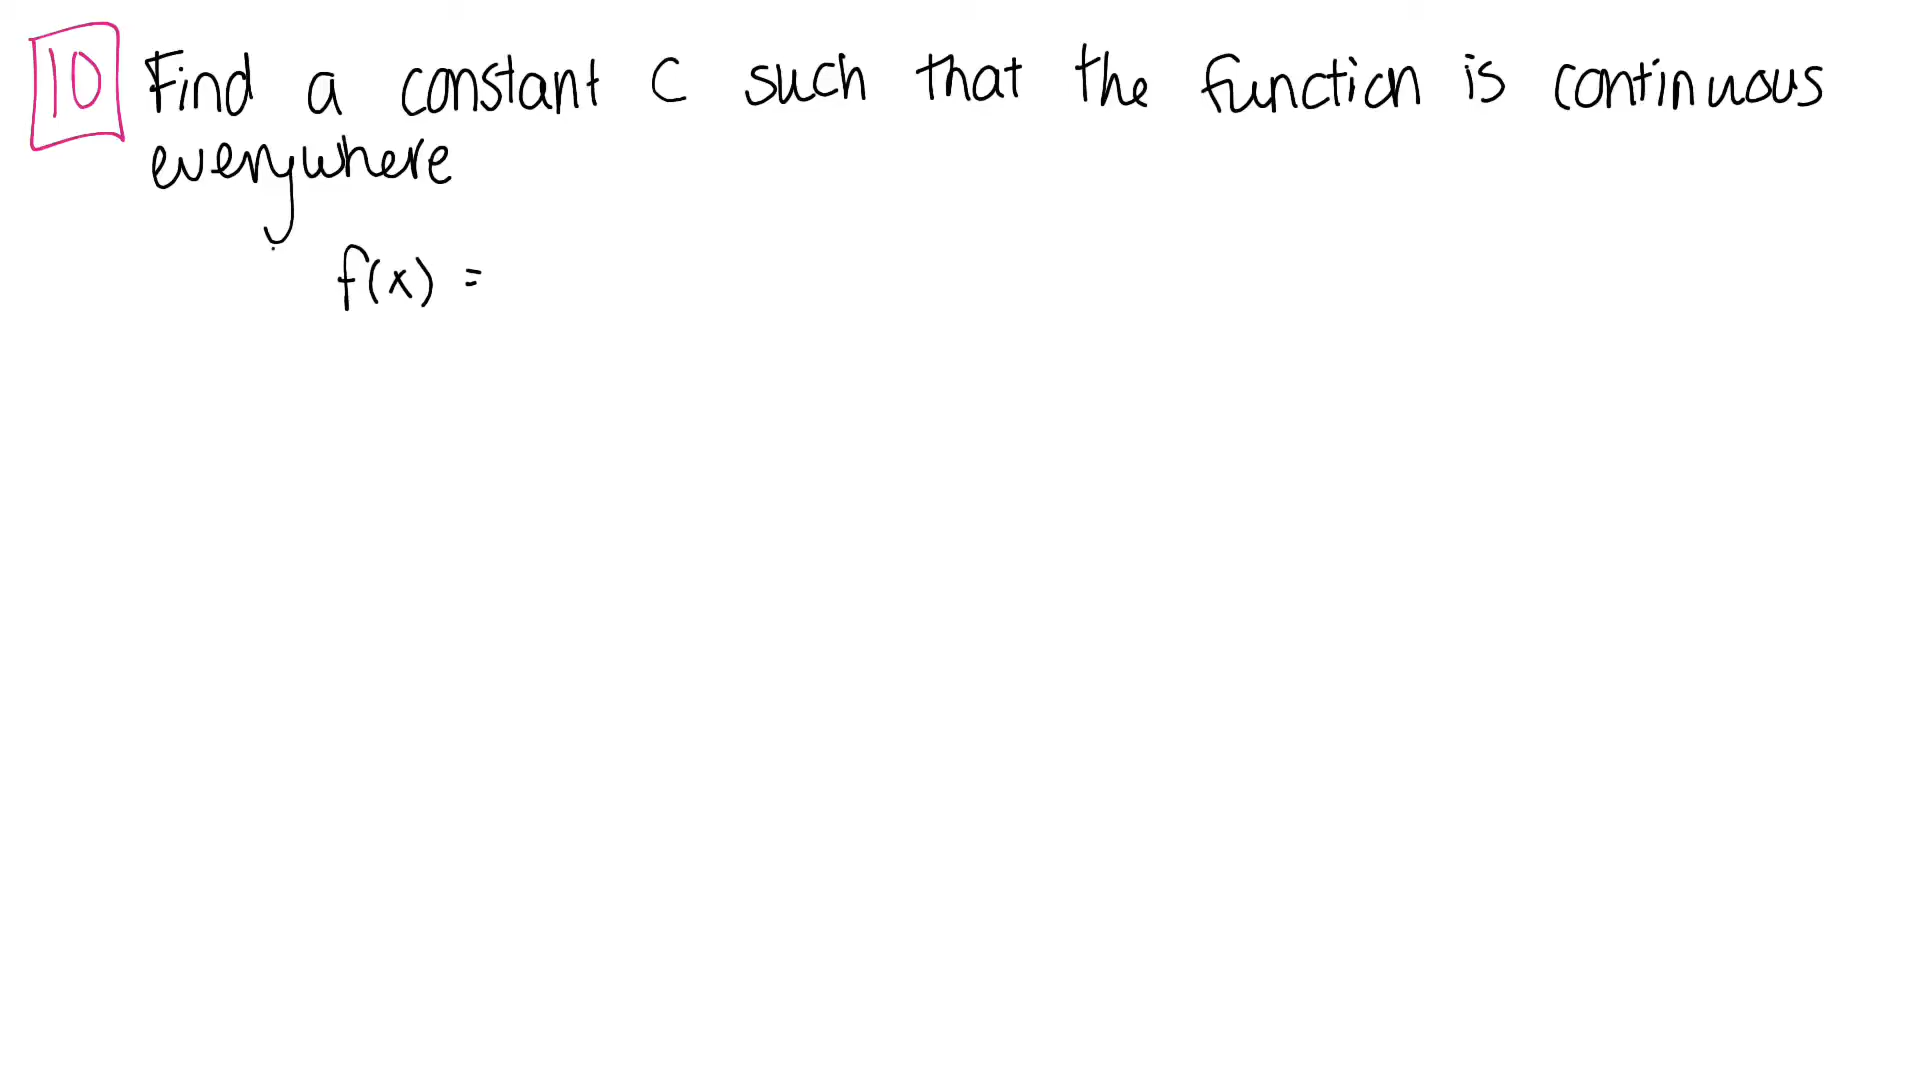 10 Find a constant C such that the function is continuous
everywhere
f(x) =